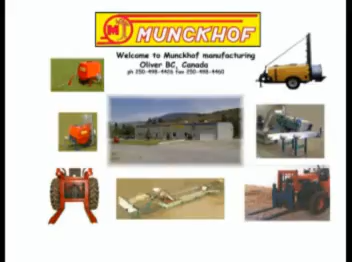 MUNCKHOF
Welcome to Munckhof manufacturing
Oliver BC, Canada
ph 250-498-4426 fax 250-498-4460